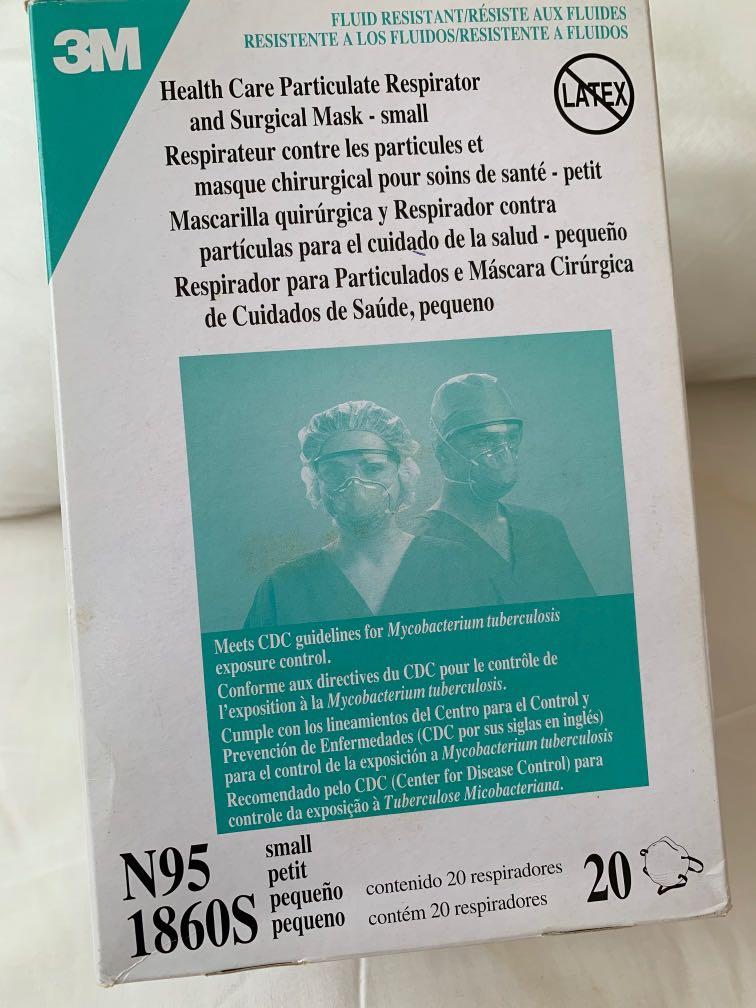 3M
FLUID RESISTANT/RÉSISTE AUX FLUIDES
RESISTENTE A LOS FLUIDOS/RESISTENTE A FLUIDOS
LATEX
Health Care Particulate Respirator
and Surgical Mask - small
Respirateur contre les particules et
masque chirurgical pour soins de santé - petit
Mascarilla quirúrgica y Respirador contra
partículas para el cuidado de la salud - pequeño
Respirador para Particulados e Máscara Cirúrgica
de Cuidados de Saúde, pequeno
Meets CDC guidelines for Mycobacterium tuberculosis
exposure control.
Conforme aux directives du CDC pour le contrôle de
l'exposition à la Mycobacterium tuberculosis.
Cumple con los lineamientos del Centro para el Control y
Prevención de Enfermedades (CDC por sus siglas en inglés)
para el control de la exposición a Mycobacterium tuberculosis
Recomendado pelo CDC (Center for Disease Control) para
controle da exposição à Tuberculose Micobacteriana.
N95
1860S
small
petit
pequeño
pequeno
contenido 20 respiradores
contém 20 respiradores
20